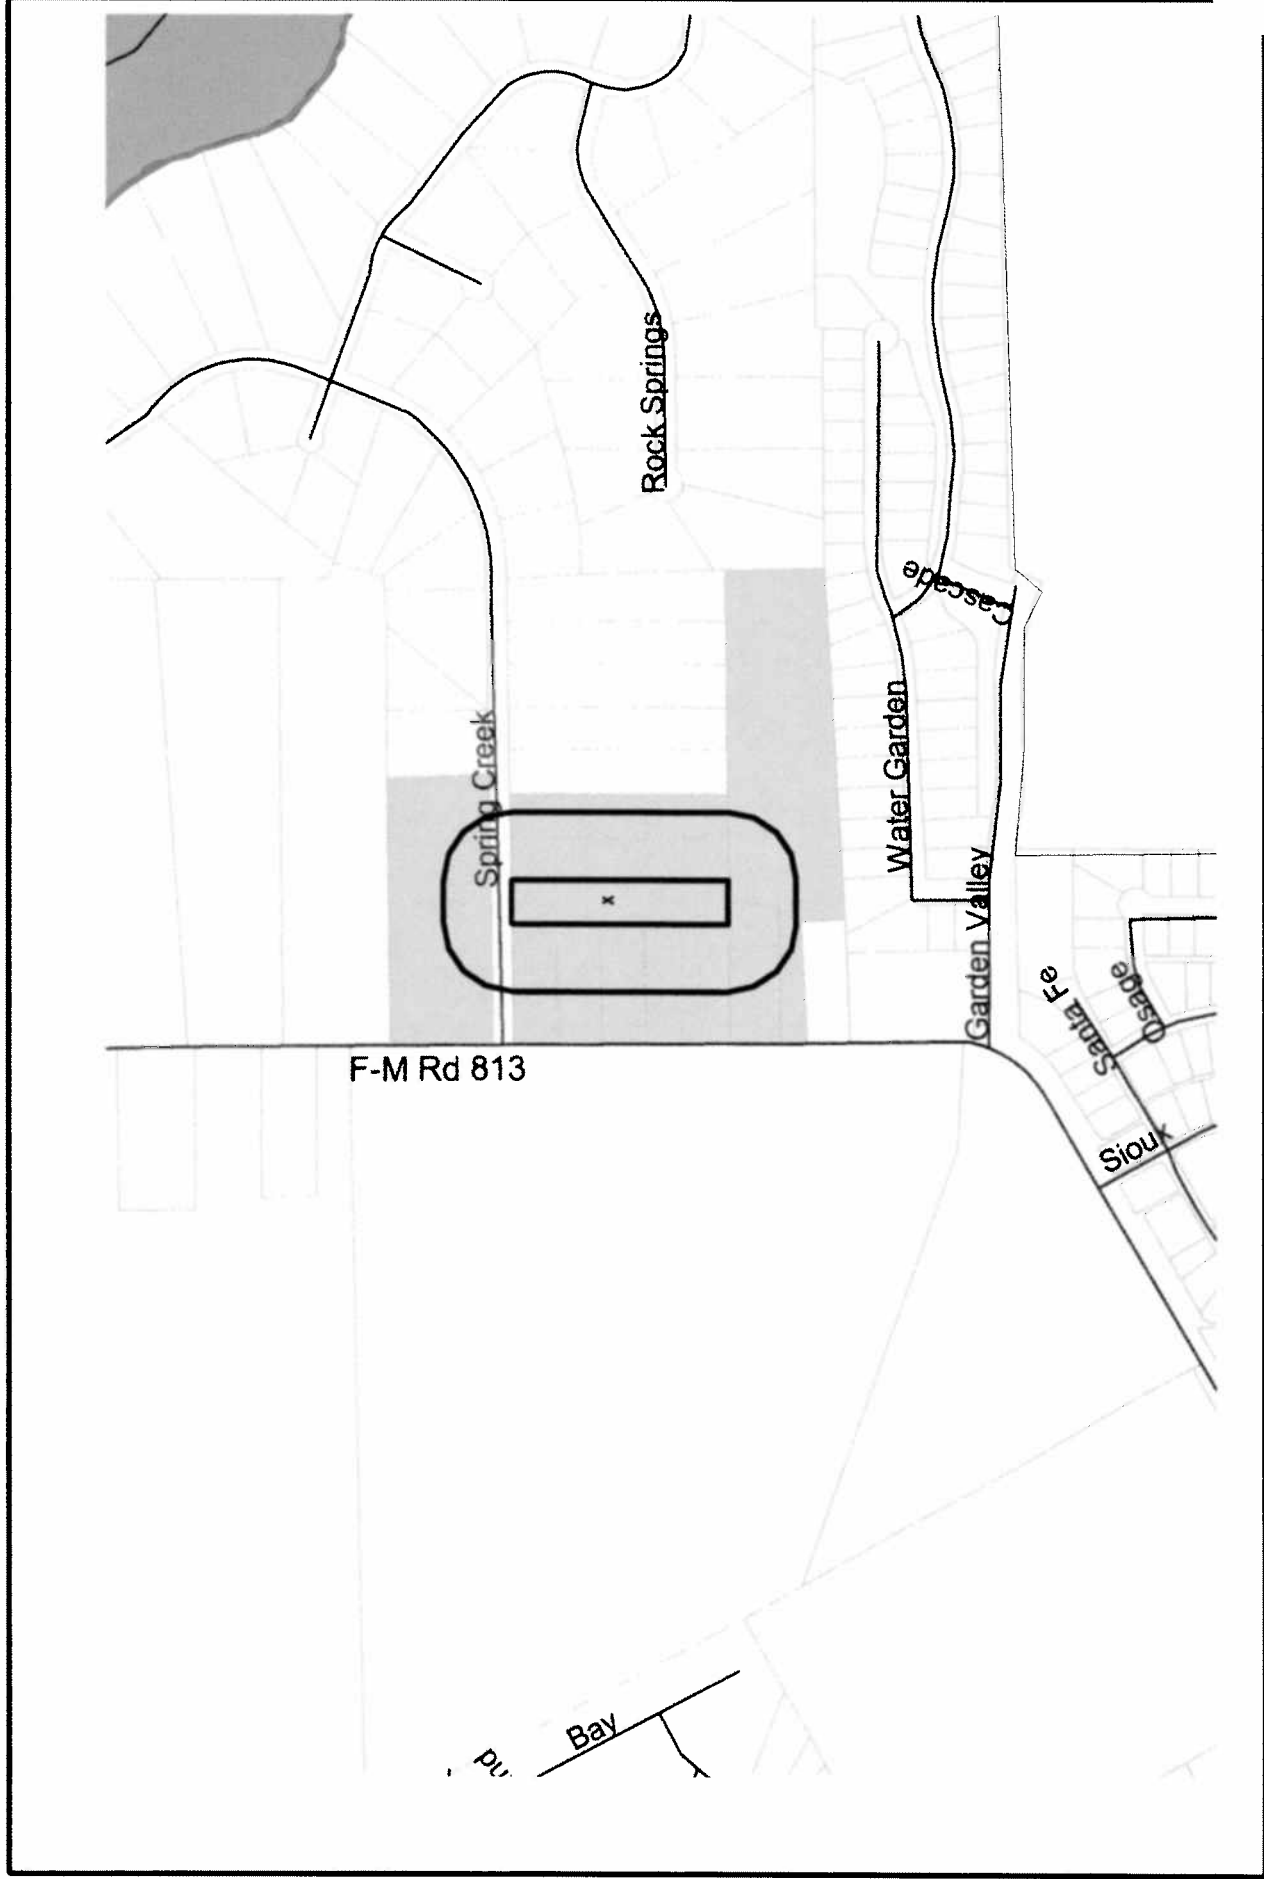 Rock Springs
Cascade
Spring Creek
Water Garden
x
Garden Valley
Santa Fe
Osage
F-M Rd 813
Sioux
Bay